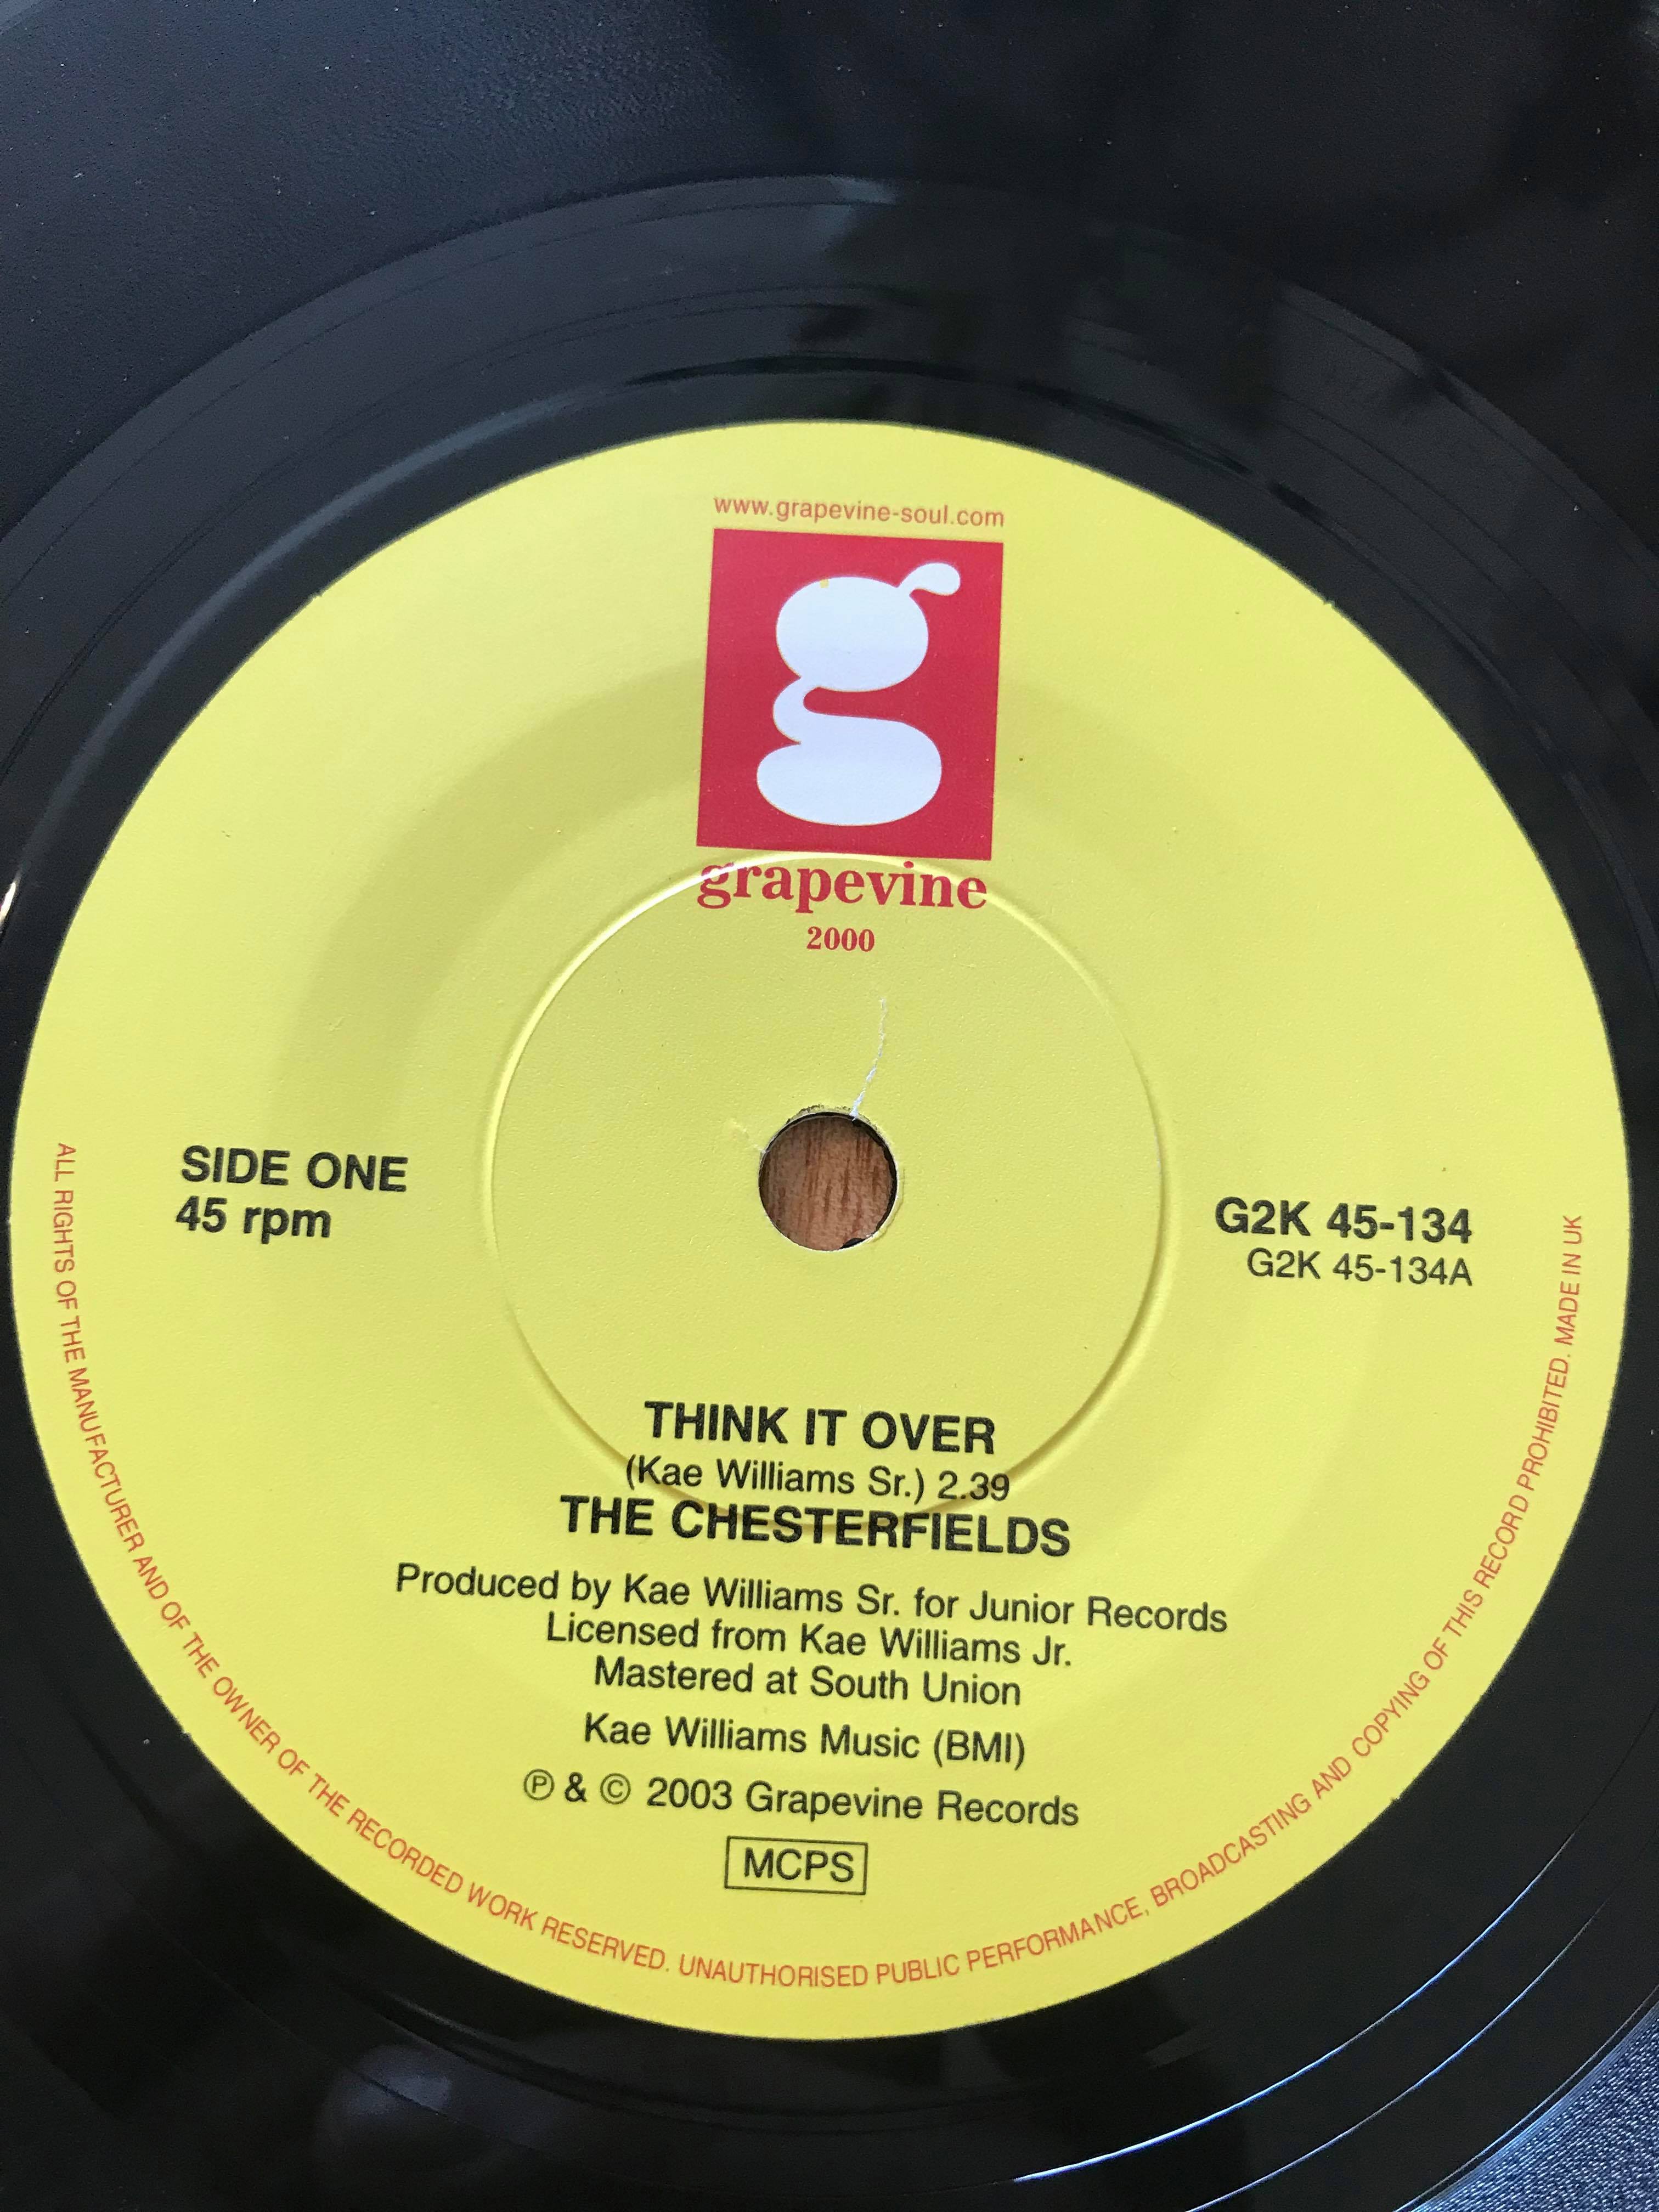 www.grapevine-soul.com
g
grapevine
2000
SIDE ONE
45 rpm
G2K 45-134
G2K 45-134A
THINK IT OVER
(Kae Williams Sr.) 2.39
THE CHESTERFIELDS
Produced by Kae Williams Sr. for Junior Records
Licensed from Kae Williams Jr.
Mastered at South Union
Kae Williams Music (BMI)
℗ & © 2003 Grapevine Records
MCPS
ALL RIGHTS OF THE MANUFACTURER AND OF THE OWNER OF THE RECORDED WORK RESERVED. UNAUTHORISED PUBLIC PERFORMANCE, BROADCASTING AND COPYING OF THIS RECORD PROHIBITED. MADE IN UK